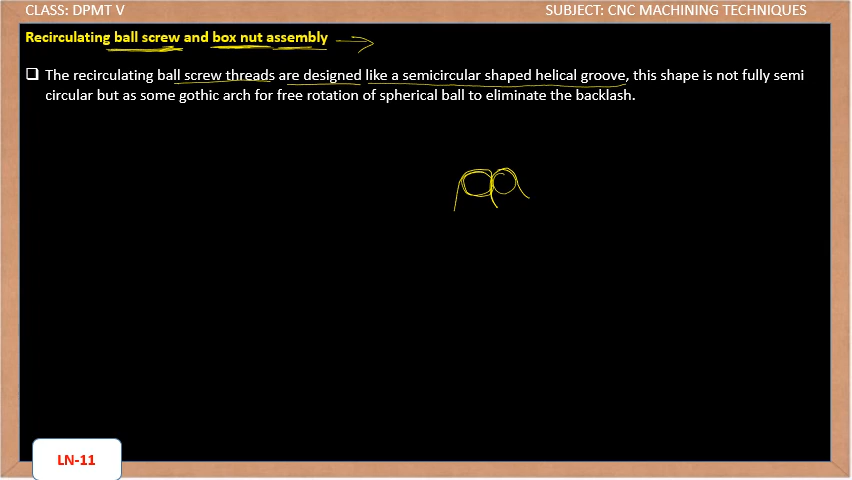 CLASS: DPMT V
SUBJECT: CNC MACHINING TECHNIQUES
Recirculating ball screw and box nut assembly
The recirculating ball screw threads are designed like a semicircular shaped helical groove, this shape is not fully semi
circular but as some gothic arch for free rotation of spherical ball to eliminate the backlash.
LN-11